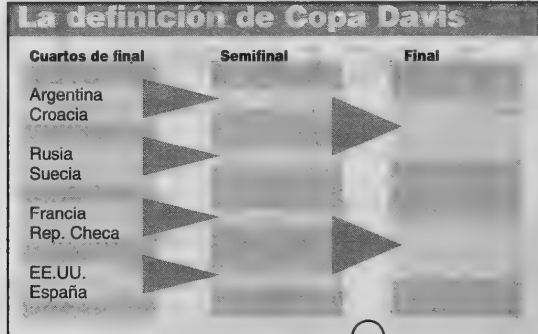 La definición de Copa Davis
Cuartos de final Semifinal Final
Argentina
Croacia
Rusia
Suecia
Francia
Rep. Checa
EE.UU.
España